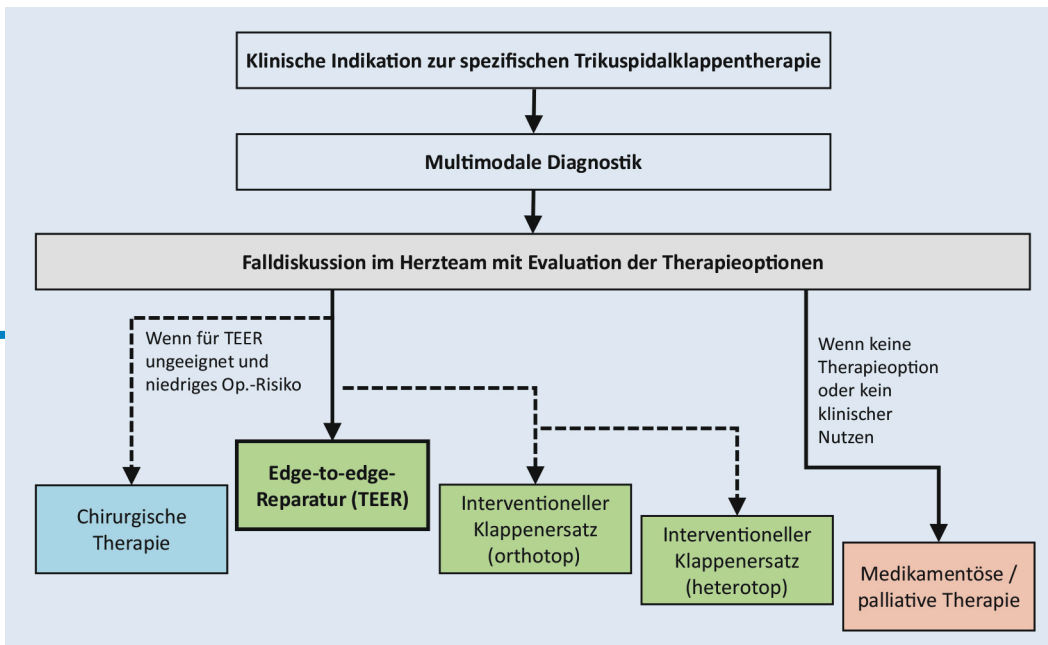 Klinische Indikation zur spezifischen Trikuspidalklappentherapie
Multimodale Diagnostik
Falldiskussion im Herzteam mit Evaluation der Therapieoptionen
Wenn für TEER
ungeeignet und
niedriges Op.-Risiko
Wenn keine
Therapieoption
oder kein
klinischer
Nutzen
Chirurgische
Therapie
Edge-to-edge-
Reparatur (TEER)
Interventioneller
Klappenersatz
(orthotop)
Interventioneller
Klappenersatz
(heterotop)
Medikamentöse /
palliative Therapie